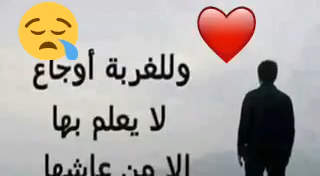 وللغربة أوجاع
لا يعلم بها
إلا من عاشها